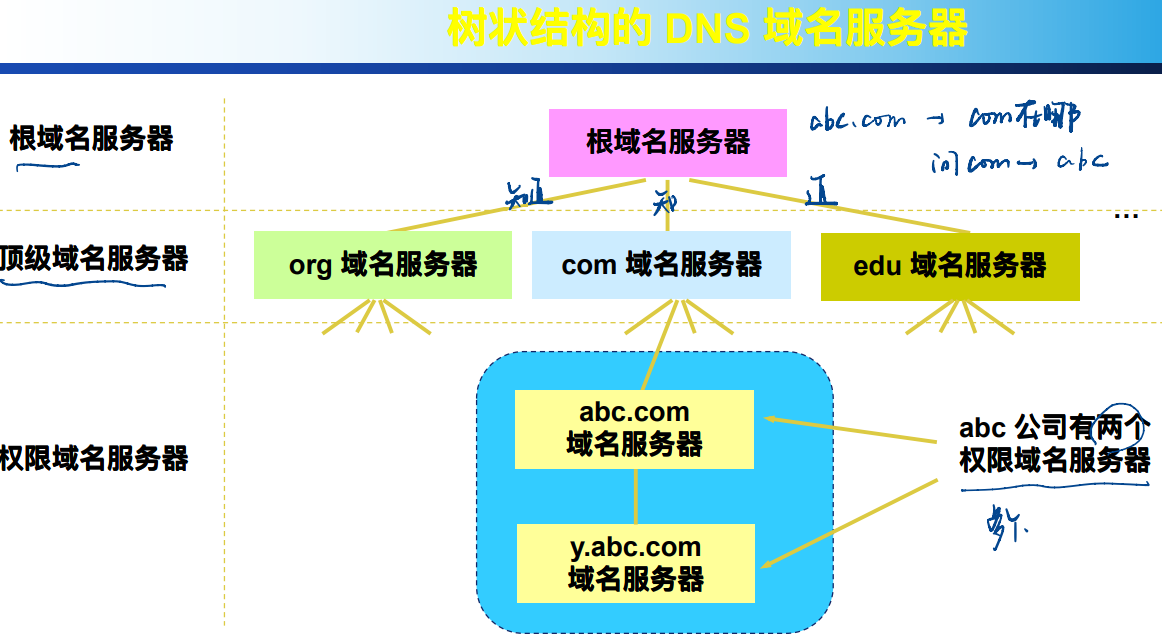 树状结构的 DNS 域名服务器
根域名服务器
根域名服务器
abc.com → com在哪
问com → abc
知道
知
道
...
顶级域名服务器
org 域名服务器
com 域名服务器
edu 域名服务器
权限域名服务器
abc.com
域名服务器
y.abc.com
域名服务器
abc 公司有两个
权限域名服务器
多个